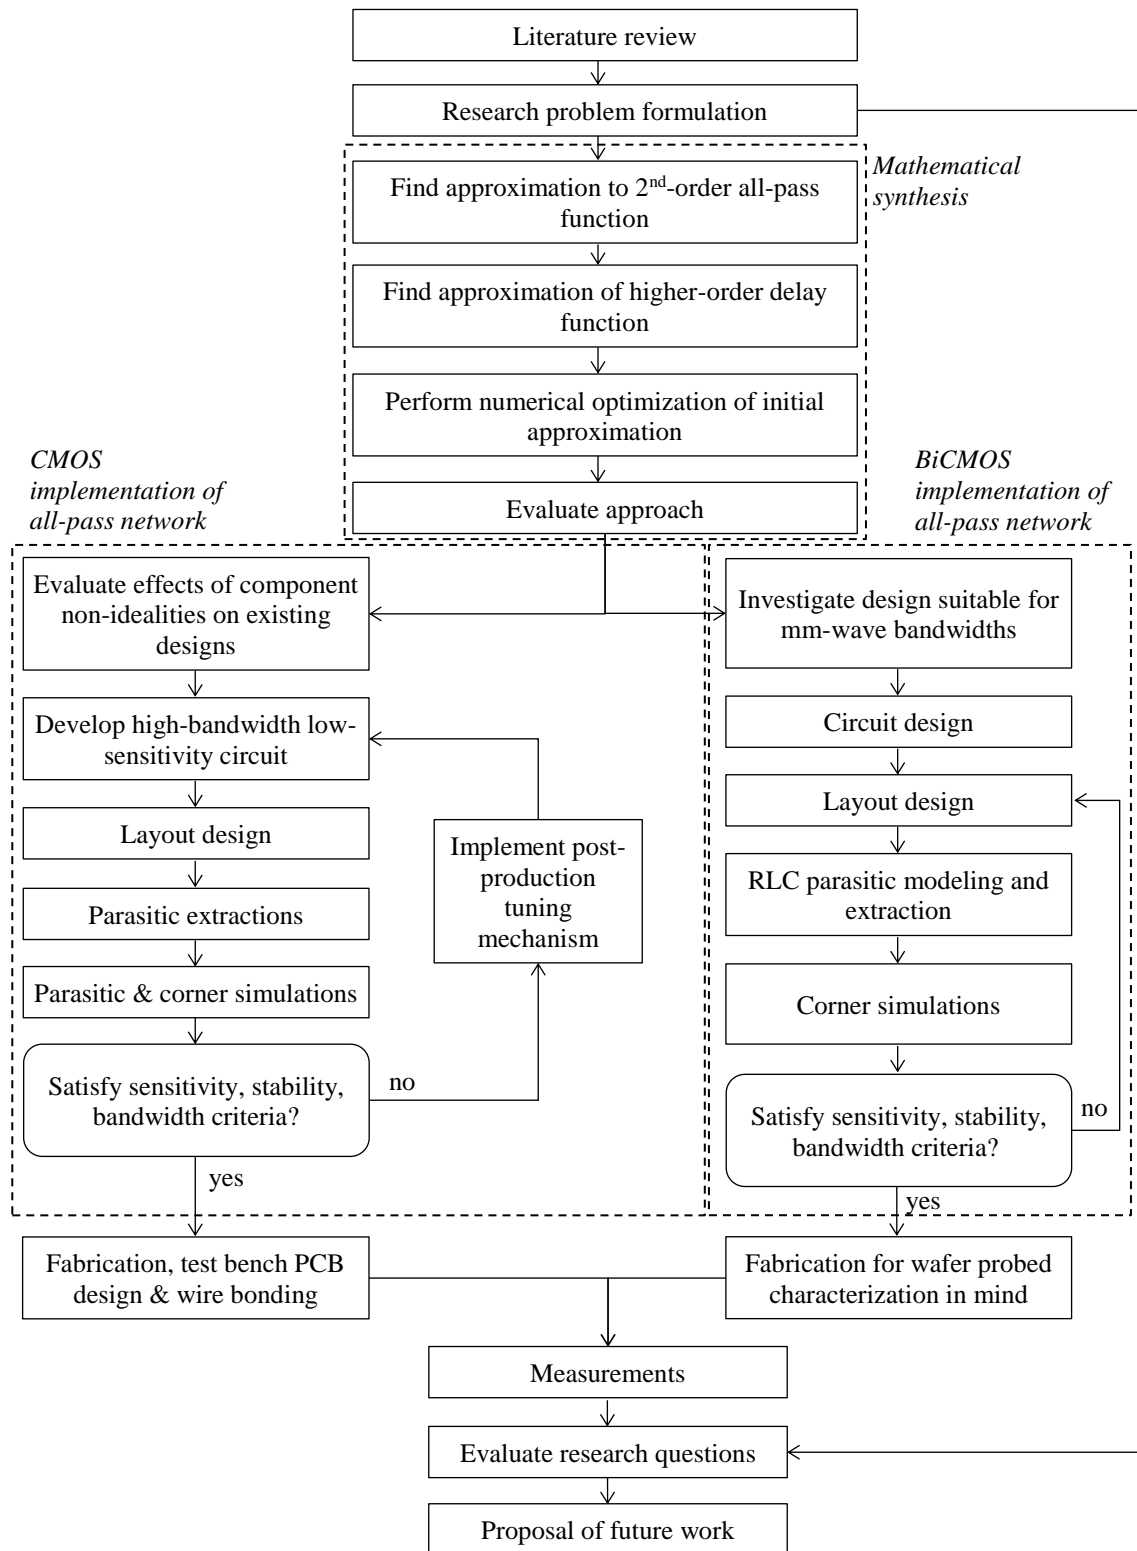 Literature review
Research problem formulation
Mathematical
synthesis
Find approximation to 2nd-order all-pass
function
Find approximation of higher-order delay
function
Perform numerical optimization of initial
approximation
Evaluate approach
CMOS
implementation of
all-pass network
BiCMOS
implementation of
all-pass network
Evaluate effects of component
non-idealities on existing
designs
Develop high-bandwidth low-
sensitivity circuit
Layout design
Parasitic extractions
Parasitic & corner simulations
Satisfy sensitivity, stability,
bandwidth criteria?
no
yes
Implement post-
production
tuning
mechanism
Investigate design suitable for
mm-wave bandwidths
Circuit design
Layout design
RLC parasitic modeling and
extraction
Corner simulations
Satisfy sensitivity, stability,
bandwidth criteria?
no
yes
Fabrication, test bench PCB
design & wire bonding
Fabrication for wafer probed
characterization in mind
Measurements
Evaluate research questions
Proposal of future work